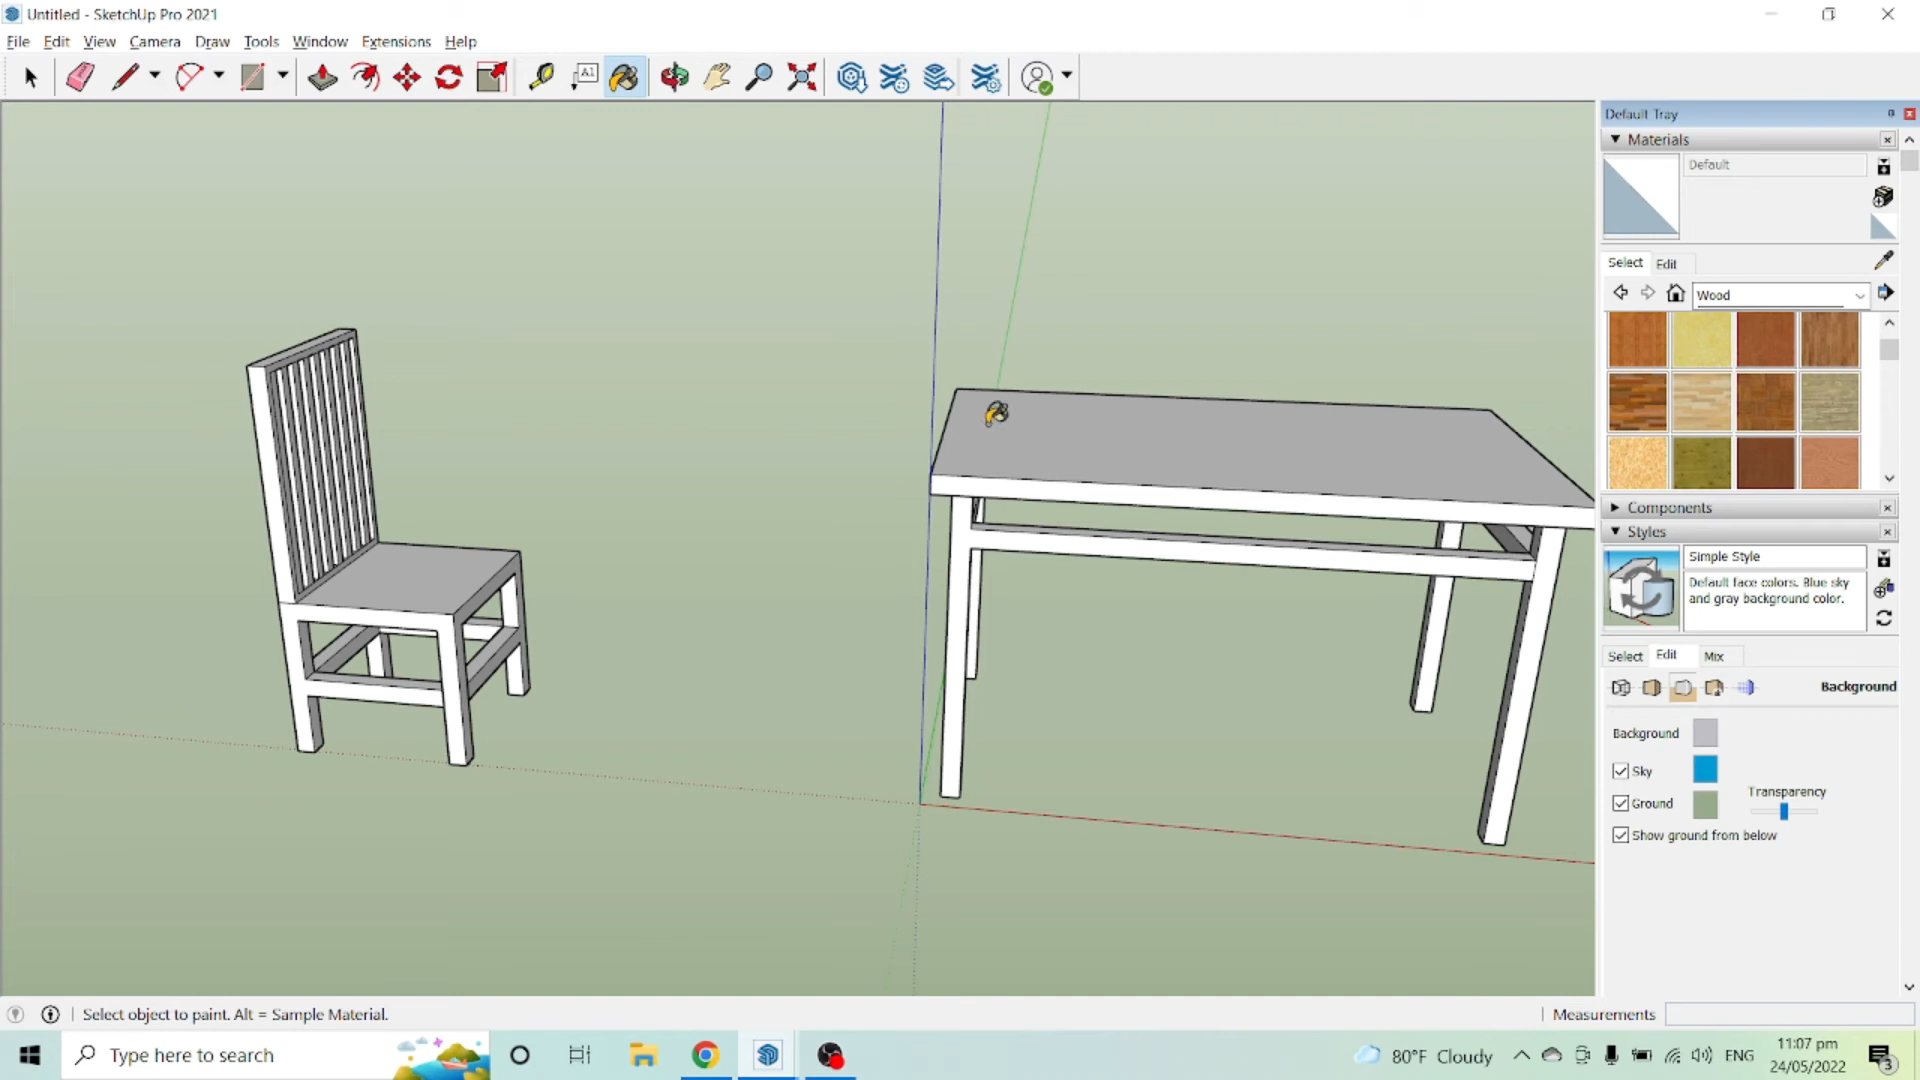 Untitled - SketchUp Pro 2021
File Edit View Camera Draw Tools Window Extensions Help
A1
Default Tray
Materials
Default
Select Edit
Wood
Components
Styles
Simple Style
Default face colors. Blue sky
and gray background color.
Select Edit Mix
Background
Background
Sky
Transparency
Ground
Show ground from below
Select object to paint. Alt = Sample Material.
Measurements
Type here to search
80°F Cloudy
ENG
11:07 pm
24/05/2022
3